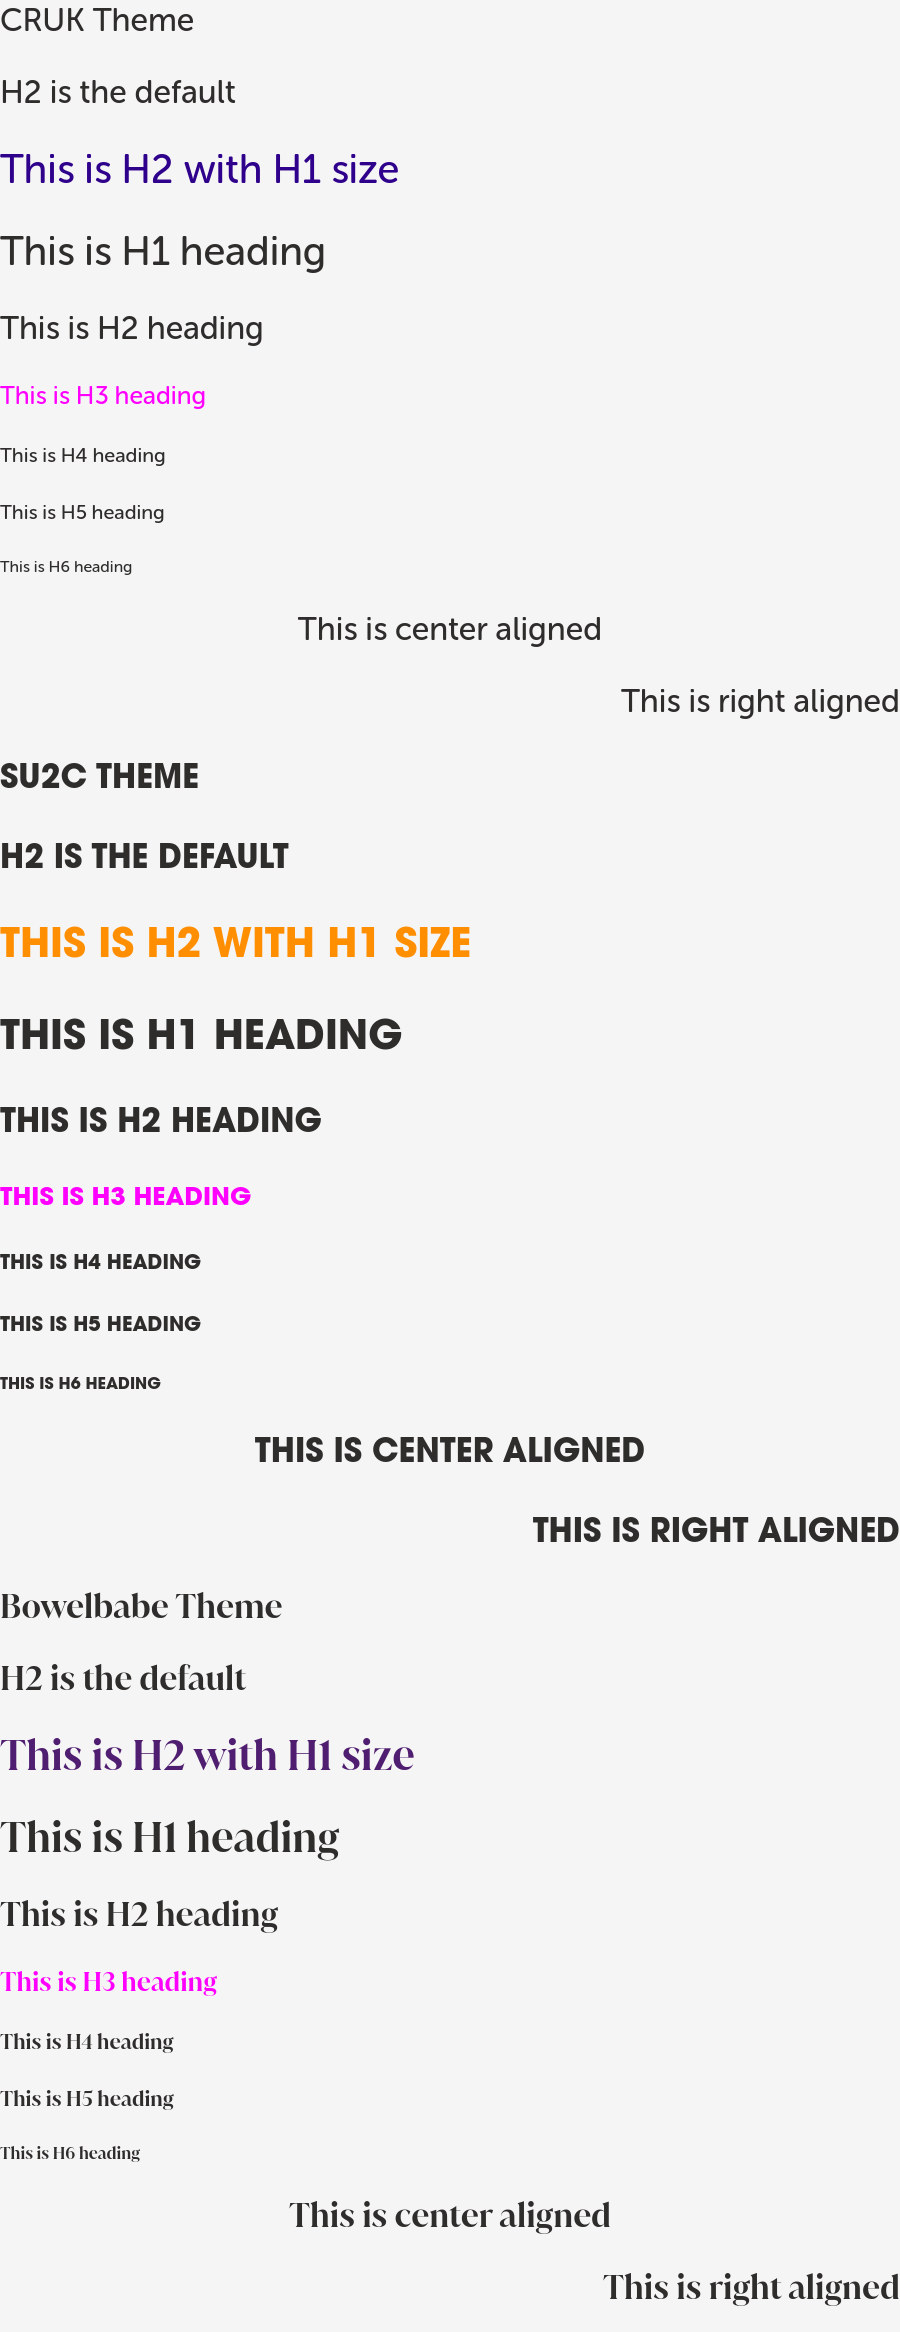 CRUK Theme
H2 is the default
This is H2 with H1 size
This is H1 heading
This is H2 heading
This is H3 heading
This is H4 heading
This is H5 heading
This is H6 heading
This is center aligned
This is right aligned
SU2C THEME
H2 IS THE DEFAULT
THIS IS H2 WITH H1 SIZE
THIS IS H1 HEADING
THIS IS H2 HEADING
THIS IS H3 HEADING
THIS IS H4 HEADING
THIS IS H5 HEADING
THIS IS H6 HEADING
THIS IS CENTER ALIGNED
THIS IS RIGHT ALIGNED
Bowelbabe Theme
H2 is the default
This is H2 with H1 size
This is H1 heading
This is H2 heading
This is H3 heading
This is H4 heading
This is H5 heading
This is H6 heading
This is center aligned
This is right aligned